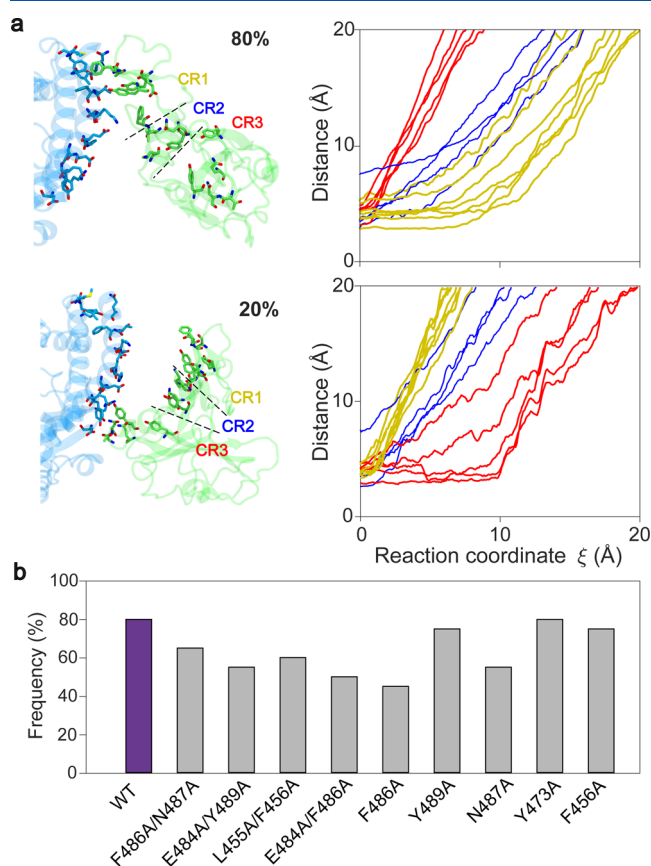 a
80%
CR1
CR2
CR3
20
10
0
Distance (Å)
20%
CR1
CR2
CR3
20
10
0
Distance (Å)
0 10 20
Reaction coordinate ξ (Å)
b
100
80
60
40
20
0
Frequency (%)
WT
F486A/N487A
E484A/Y489A
L455A/F456A
E484A/F486A
F486A
Y489A
N487A
Y473A
F456A